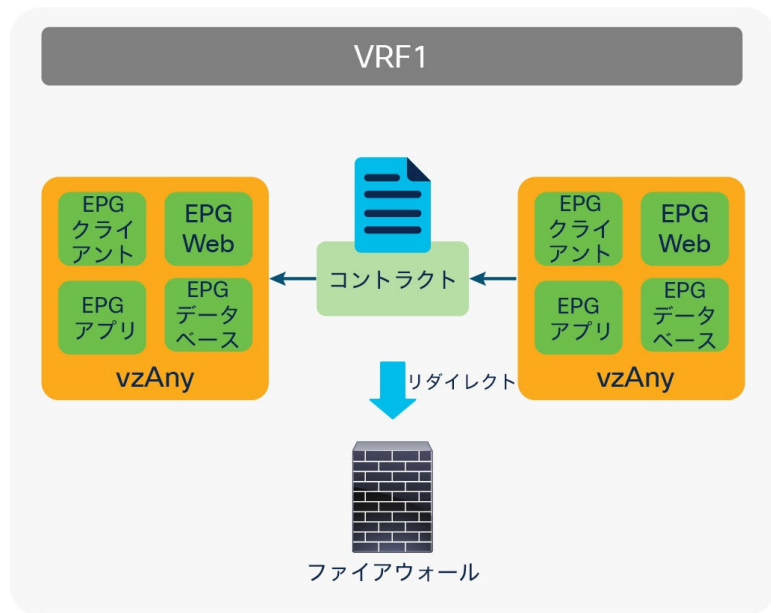 VRF1
EPG
クライ
アント
EPG
Web
EPG
アプリ
EPG
データ
ベース
vzAny
コントラクト
EPG
クライ
アント
EPG
Web
EPG
アプリ
EPG
データ
ベース
vzAny
リダイレクト
ファイアウォール